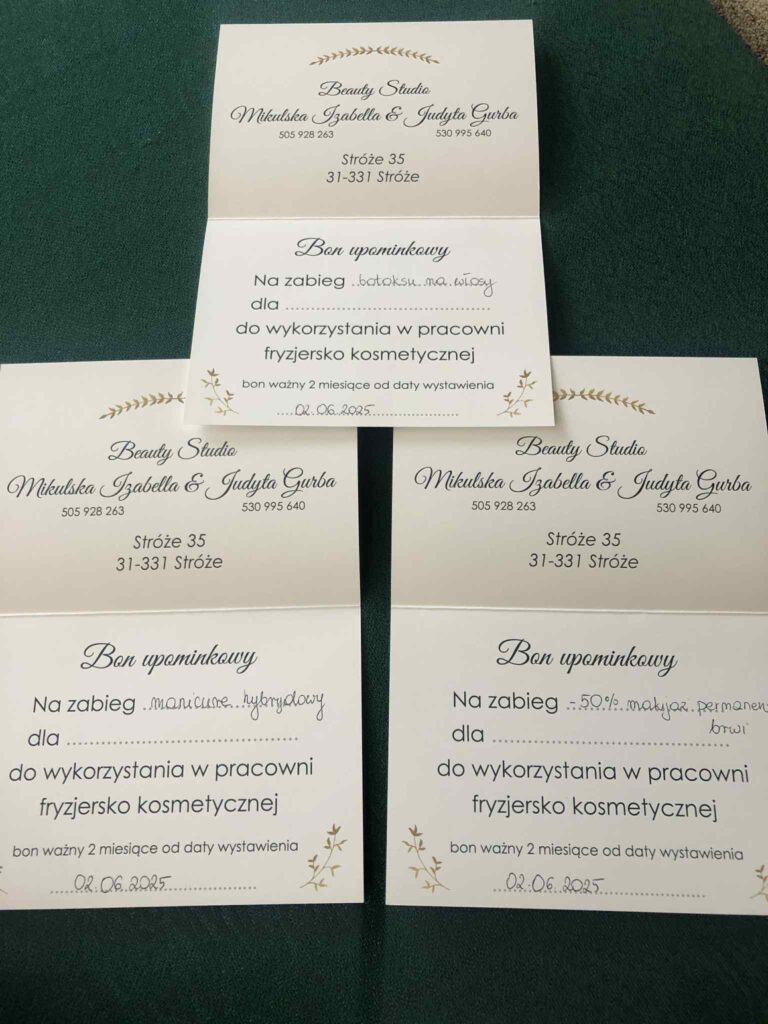 Beauty Studio
Mikulska Izabella & Judyta Gurba
505 928 263 530 995 640
Stróże 35
31-331 Stróże
Bon upominkowy
Na zabieg ..botoksu..na..włosy
dla ................................................
do wykorzystania w pracowni
fryzjersko kosmetycznej
bon ważny 2 miesiące od daty wystawienia
....02.06.2025....................
Beauty Studio
Mikulska Izabella & Judyta Gurba
505 928 263 530 995 640
Stróże 35
31-331 Stróże
Bon upominkowy
Na zabieg ..manicure..hybrydowy
dla ................................................
do wykorzystania w pracowni
fryzjersko kosmetycznej
bon ważny 2 miesiące od daty wystawienia
....02.06.2025....................
Beauty Studio
Mikulska Izabella & Judyta Gurba
505 928 263 530 995 640
Stróże 35
31-331 Stróże
Bon upominkowy
Na zabieg ..-50%..makijaż.permanen
brwi
dla ................................................
do wykorzystania w pracowni
fryzjersko kosmetycznej
bon ważny 2 miesiące od daty wystawienia
...02.06.2025....................